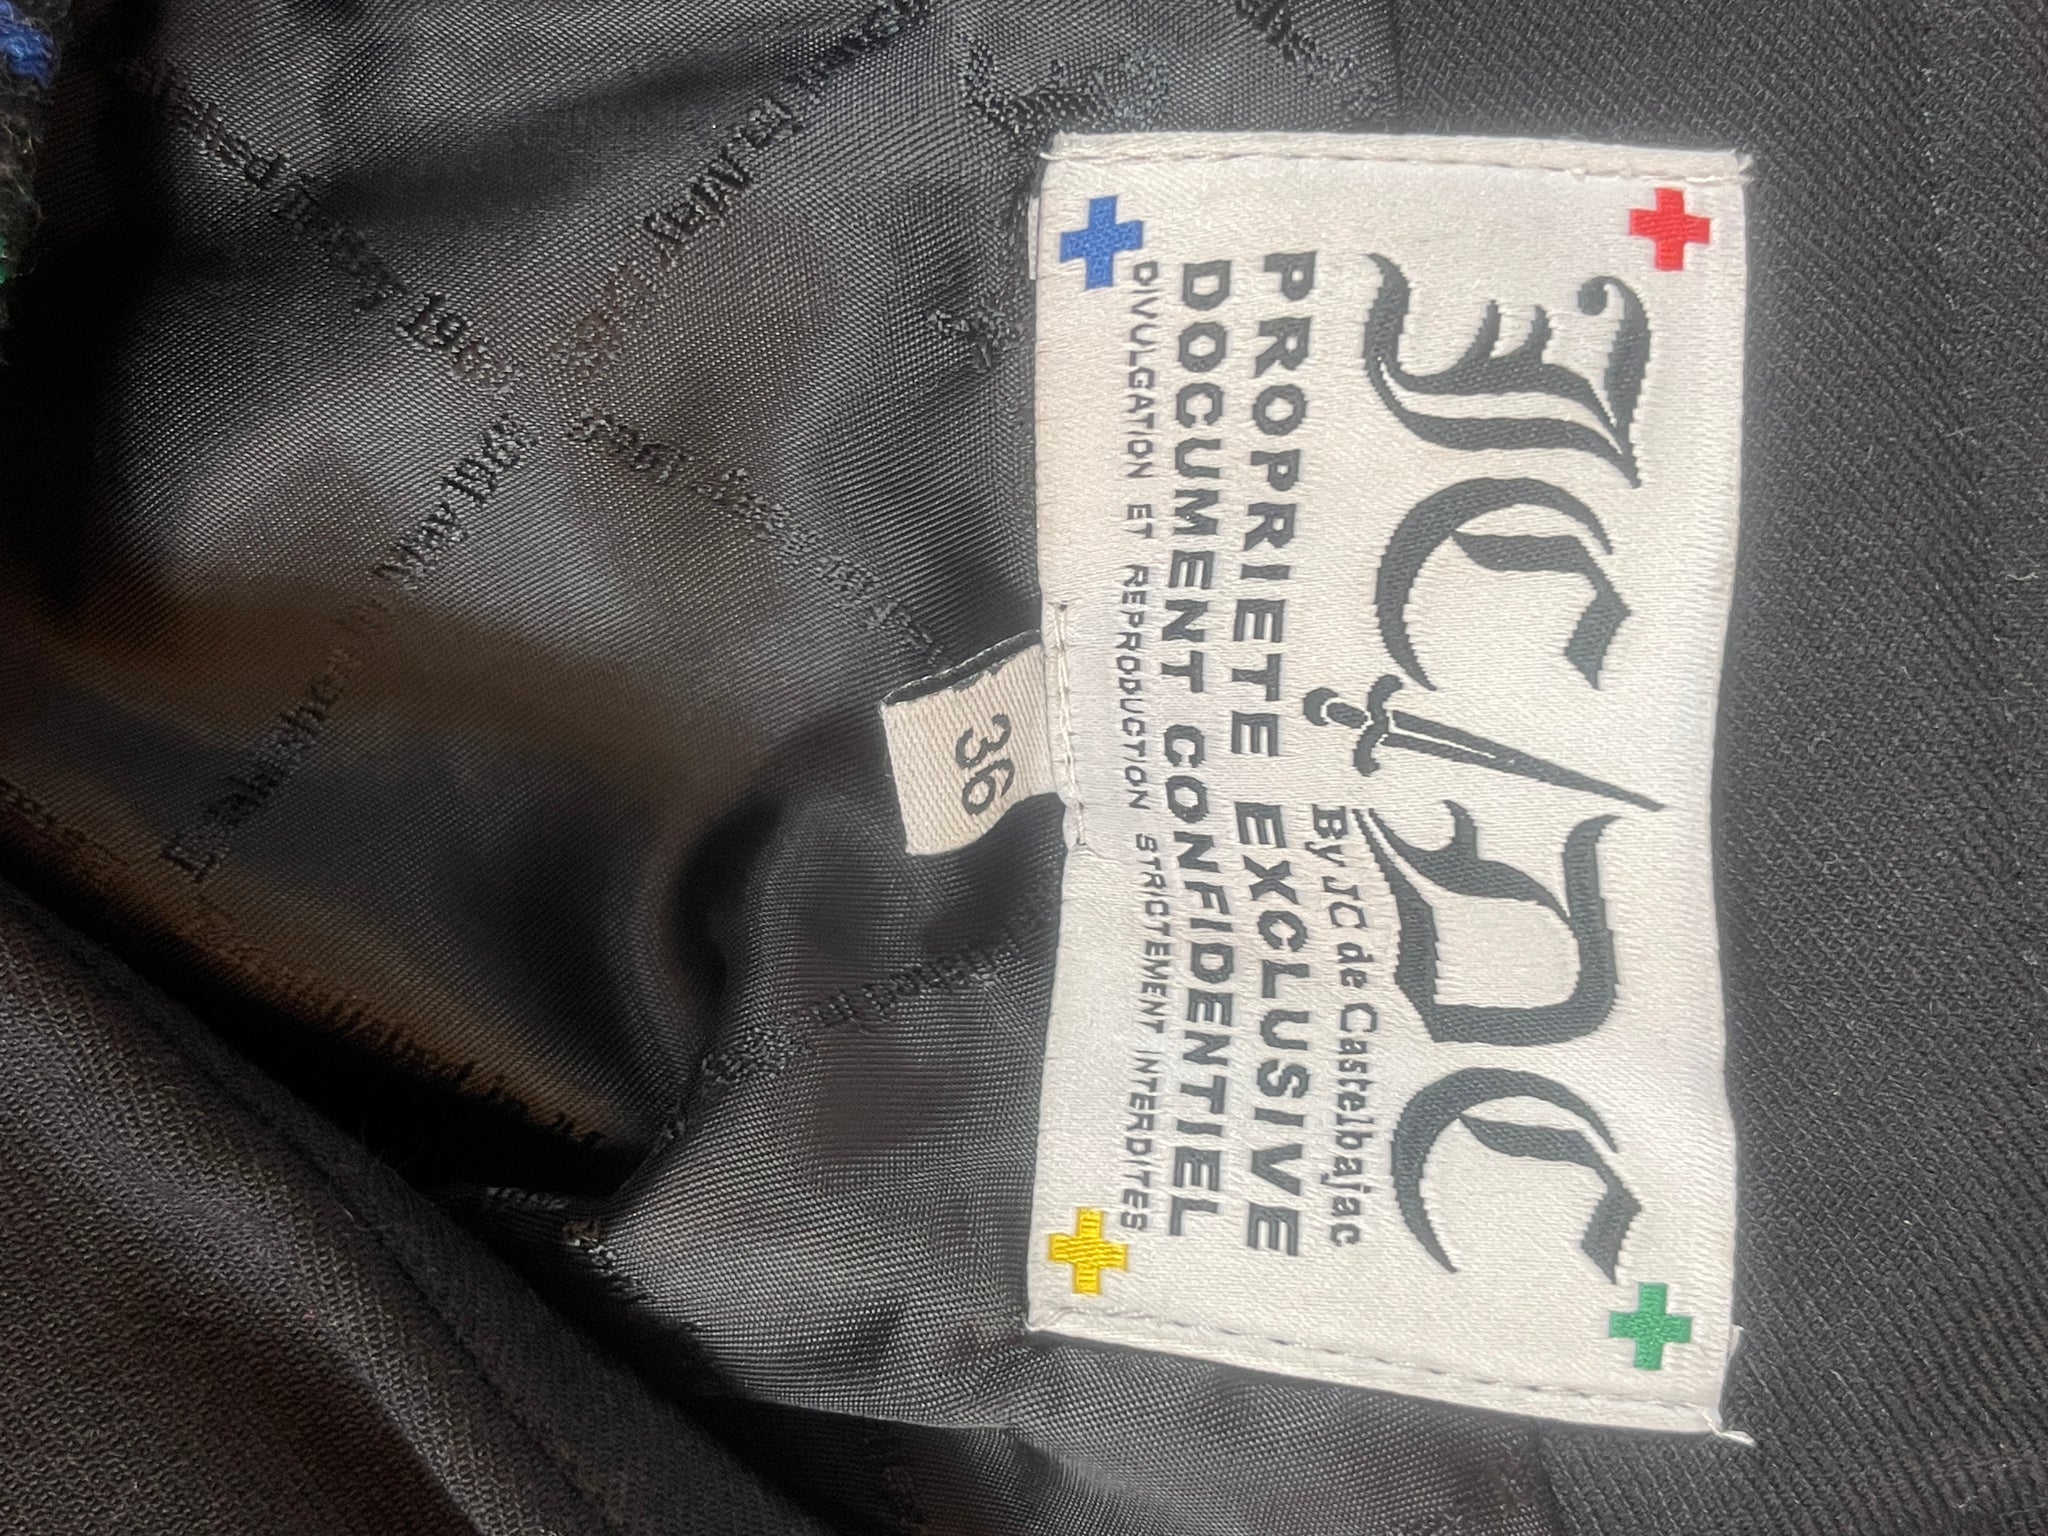 JC/DC
By JC de Castelbajac
PROPRIETE EXCLUSIVE
DOCUMENT CONFIDENTIEL
DIVULGATION ET REPRODUCTION STRICTEMENT INTERDITES
36